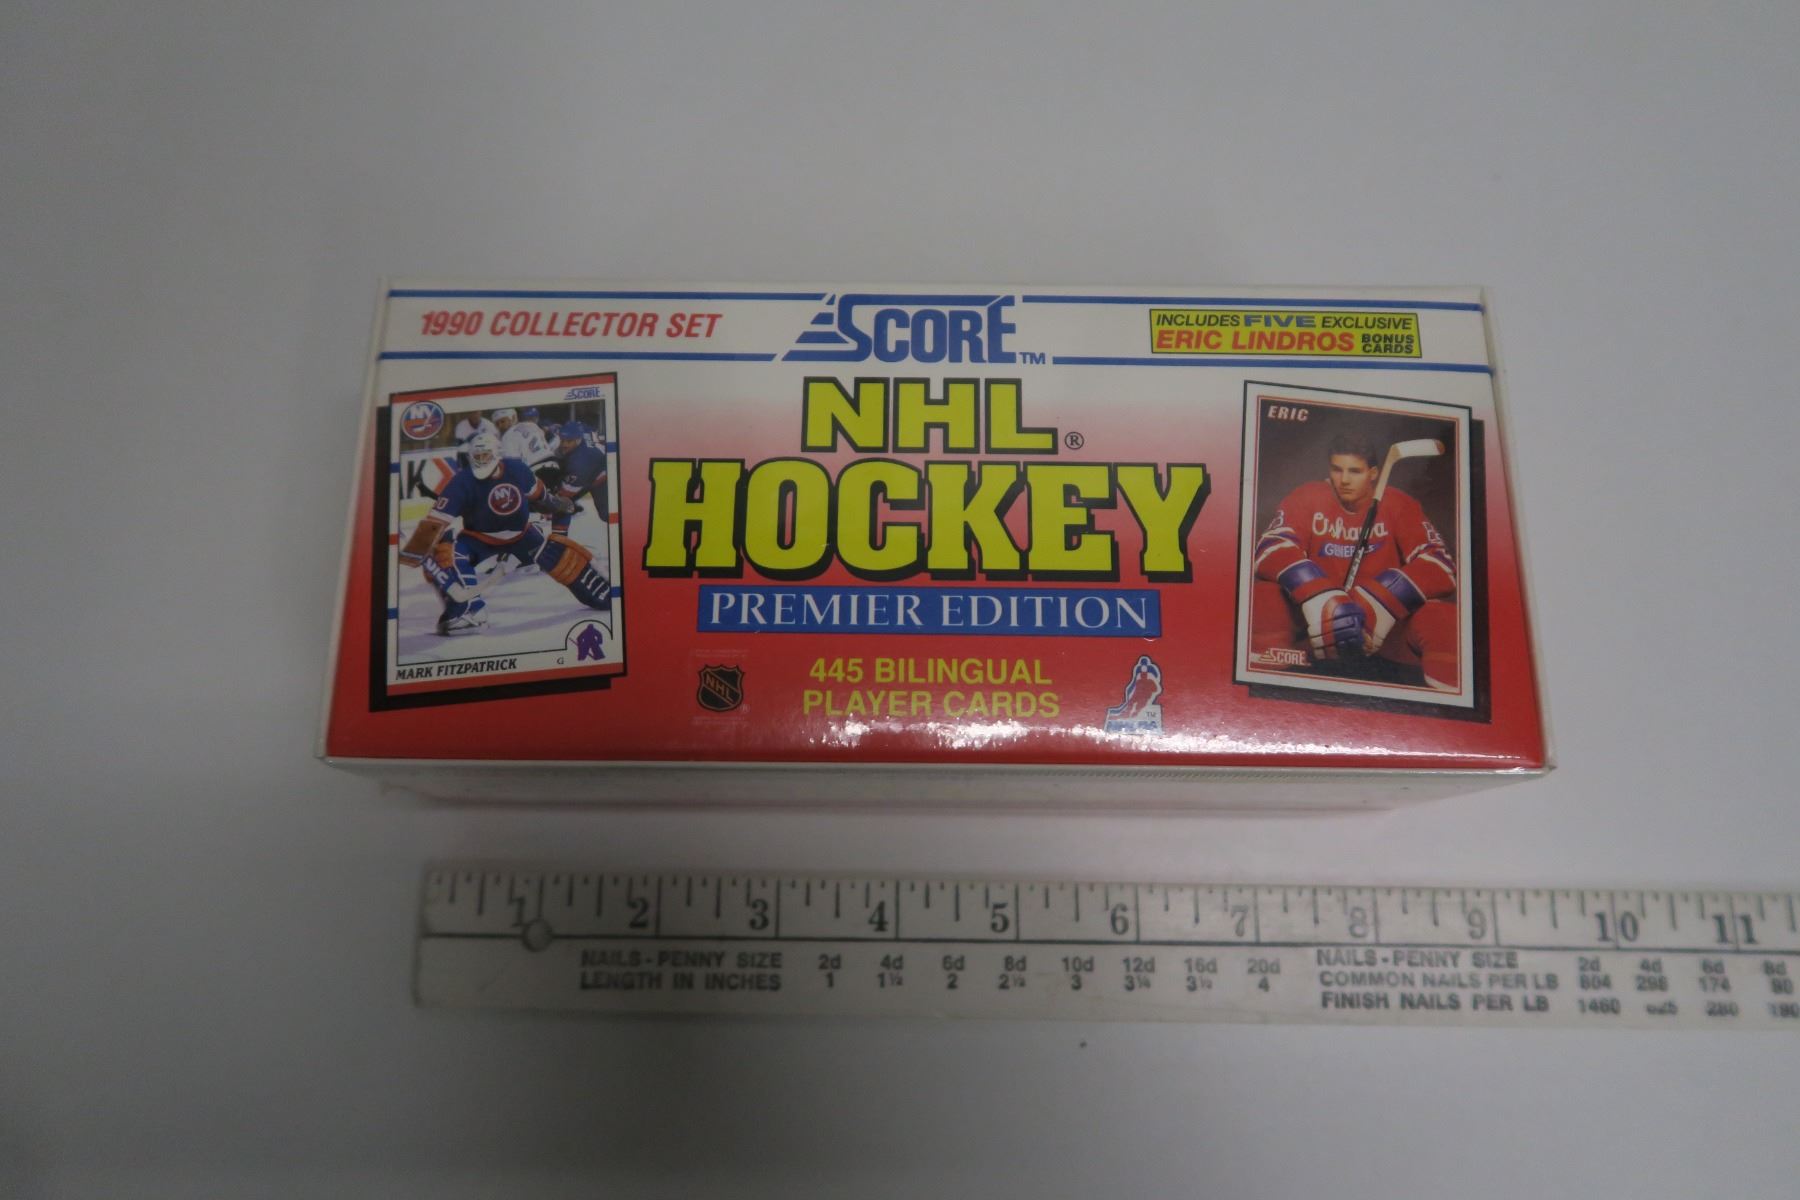 1990 COLLECTOR SET
SCORE™
INCLUDES FIVE EXCLUSIVE
ERIC LINDROS BONUS CARDS
NHL®
HOCKEY
PREMIER EDITION
445 BILINGUAL
PLAYER CARDS
NHL ®
SCORE
NY
NY
MARK FITZPATRICK G
ERIC
Oshawa
GENERALS
SCORE
1 2 3 4 5 6 7 8 9 10 11
NAILS - PENNY SIZE 2d 4d 6d 8d 10d 12d 16d 20d
LENGTH IN INCHES 1 1½ 2 2½ 3 3¼ 3½ 4
NAILS - PENNY SIZE 2d 4d 6d 8d
COMMON NAILS PER LB 804 296 174 90
FINISH NAILS PER LB 1460